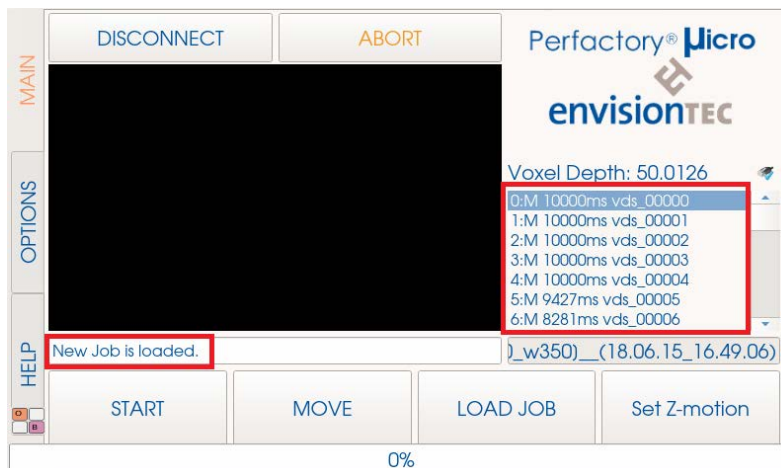 DISCONNECT
ABORT
Perfactory® µicro
envisionTEC
MAIN
OPTIONS
HELP
Voxel Depth: 50.0126
0:M 10000ms vds_00000
1:M 10000ms vds_00001
2:M 10000ms vds_00002
3:M 10000ms vds_00003
4:M 10000ms vds_00004
5:M 9427ms vds_00005
6:M 8281ms vds_00006
New Job is loaded.
)_w350)__(18.06.15_16.49.06)
O
B
START
MOVE
LOAD JOB
Set Z-motion
0%